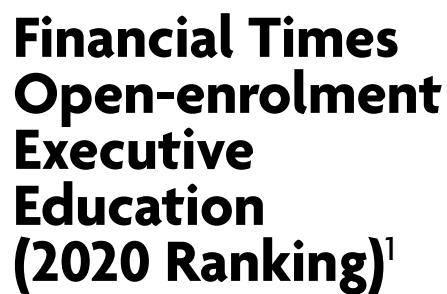 Financial Times
Open-enrolment
Executive
Education
(2020 Ranking)¹